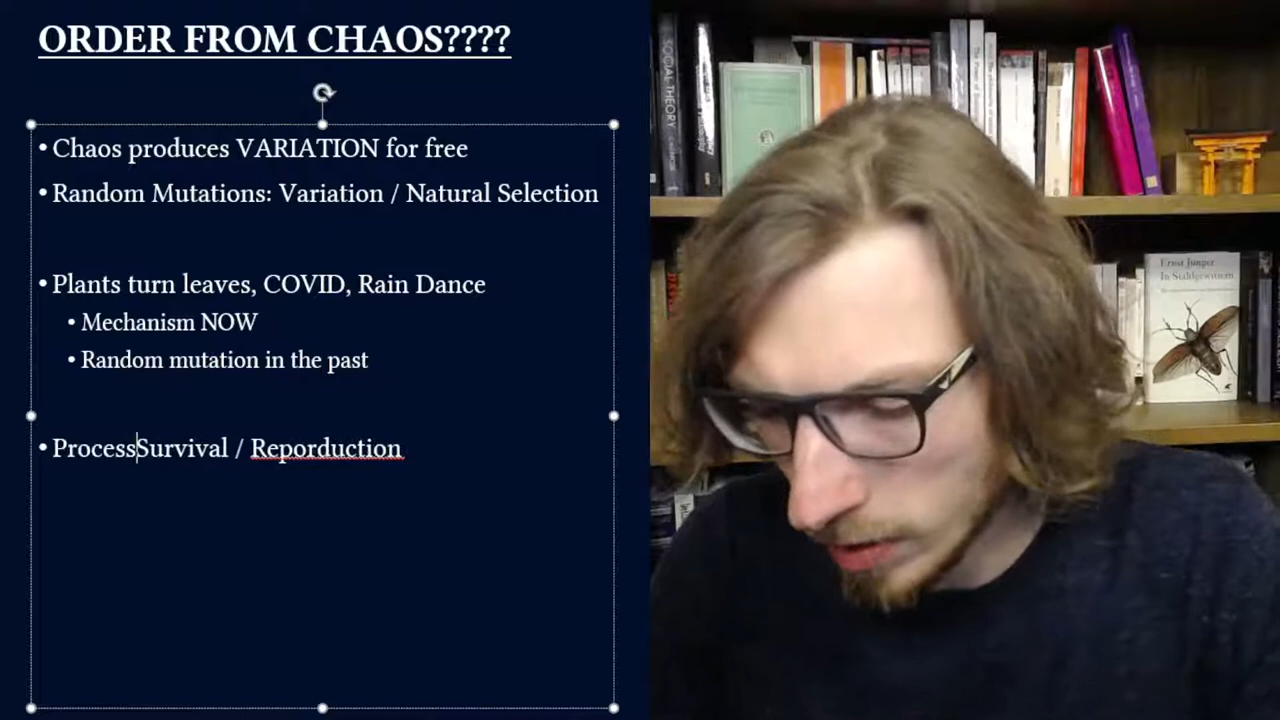 ORDER FROM CHAOS????
• Chaos produces VARIATION for free
• Random Mutations: Variation / Natural Selection
• Plants turn leaves, COVID, Rain Dance
• Mechanism NOW
• Random mutation in the past
• ProcessSurvival / Reporduction
SOCIAL THEORY
Ernst Jünger
In Stahlgewittern